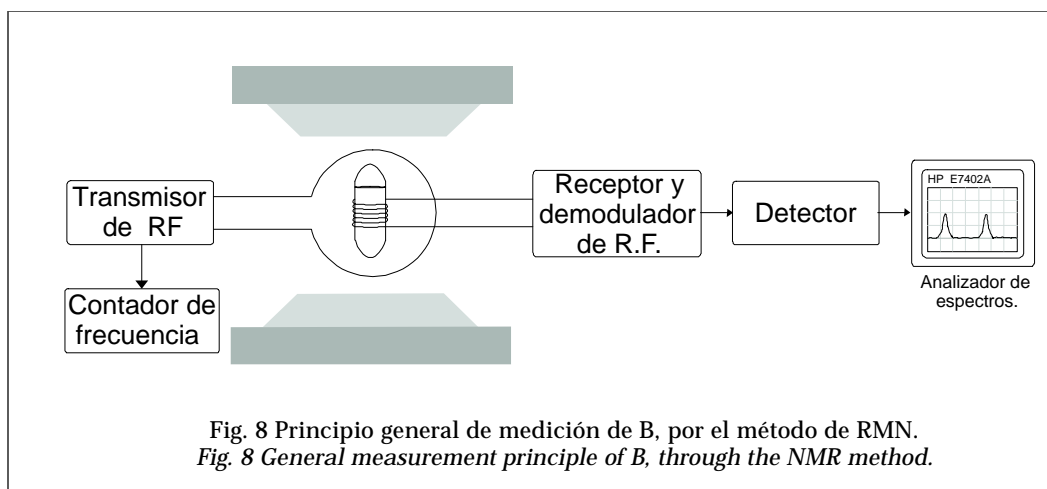 Transmisor
de RF
Contador de
frecuencia
Receptor y
demodulador
de R.F.
Detector
HP E7402A
Analizador de
espectros.
Fig. 8 Principio general de medición de B, por el método de RMN.
Fig. 8 General measurement principle of B, through the NMR method.